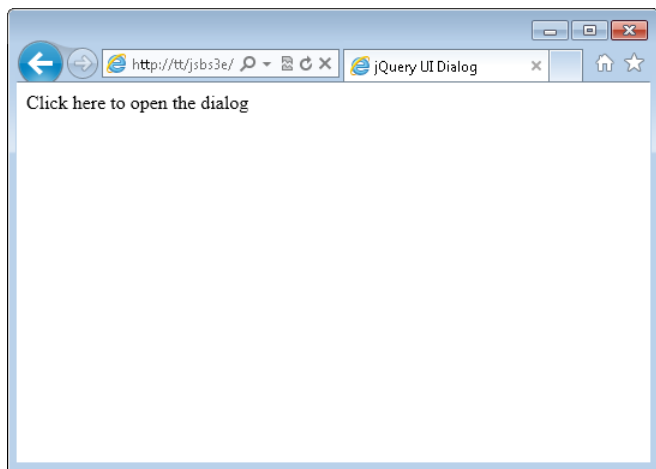 http://tt/jsbs3e/
jQuery UI Dialog
Click here to open the dialog